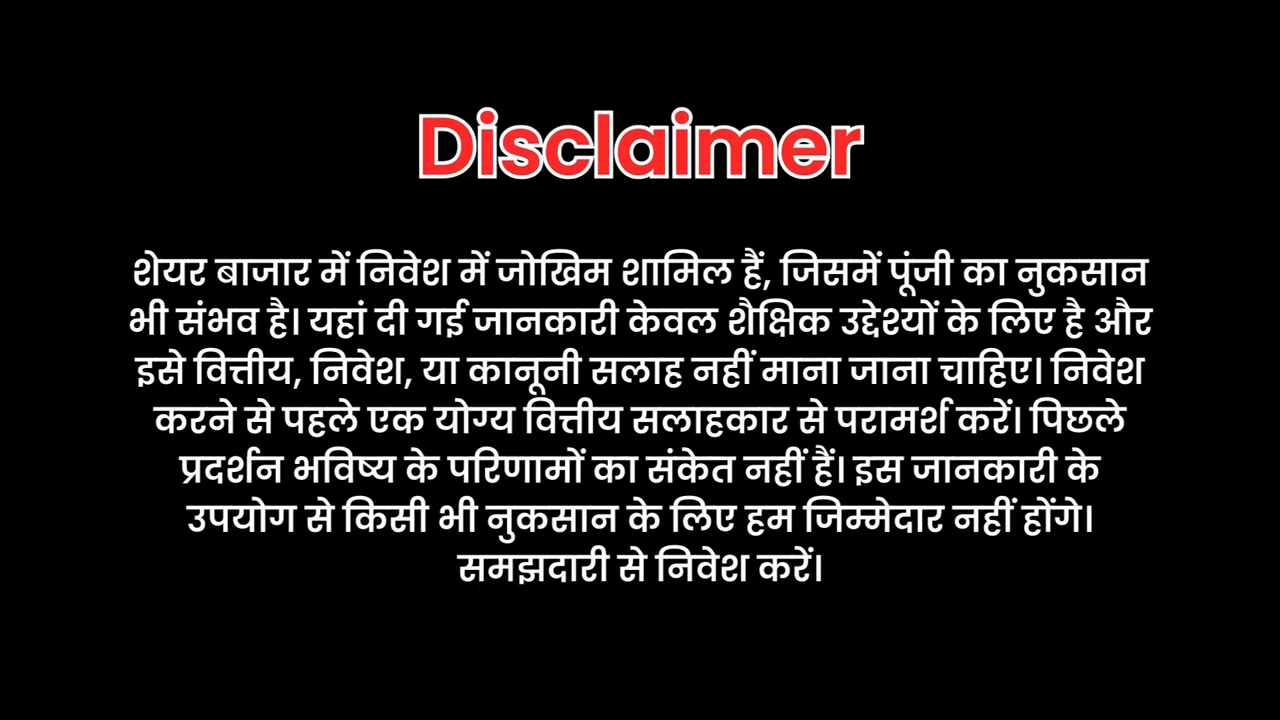 Disclaimer
शेयर बाजार में निवेश में जोखिम शामिल हैं, जिसमें पूंजी का नुकसान
भी संभव है। यहां दी गई जानकारी केवल शैक्षिक उद्देश्यों के लिए है और
इसे वित्तीय, निवेश, या कानूनी सलाह नहीं माना जाना चाहिए। निवेश
करने से पहले एक योग्य वित्तीय सलाहकार से परामर्श करें। पिछले
प्रदर्शन भविष्य के परिणामों का संकेत नहीं हैं। इस जानकारी के
उपयोग से किसी भी नुकसान के लिए हम जिम्मेदार नहीं होंगे।
समझदारी से निवेश करें।